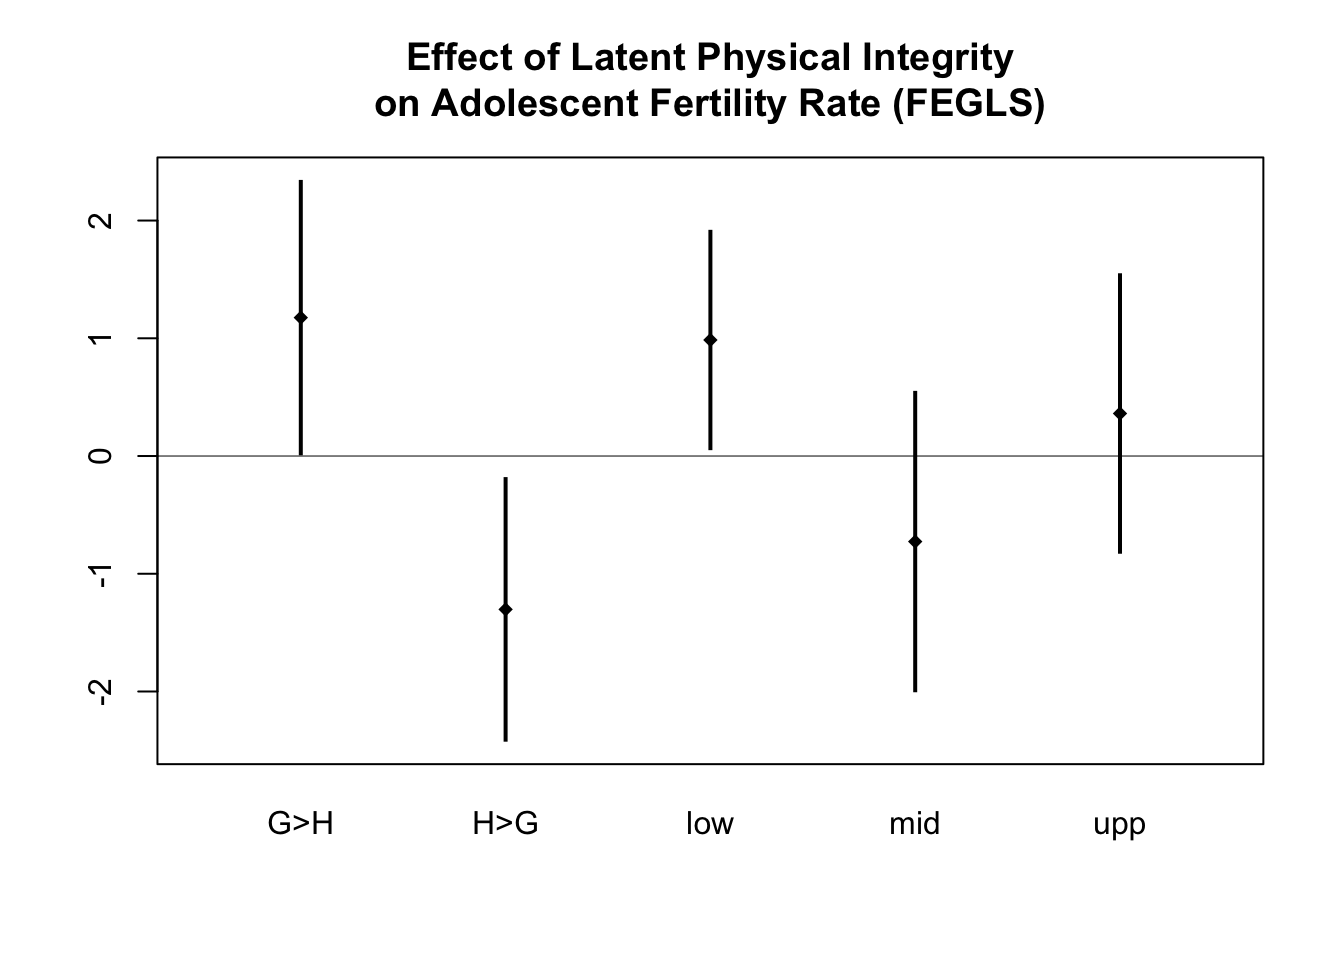 Effect of Latent Physical Integrity
on Adolescent Fertility Rate (FEGLS)
2
1
0
-1
-2
G>H H>G low mid upp